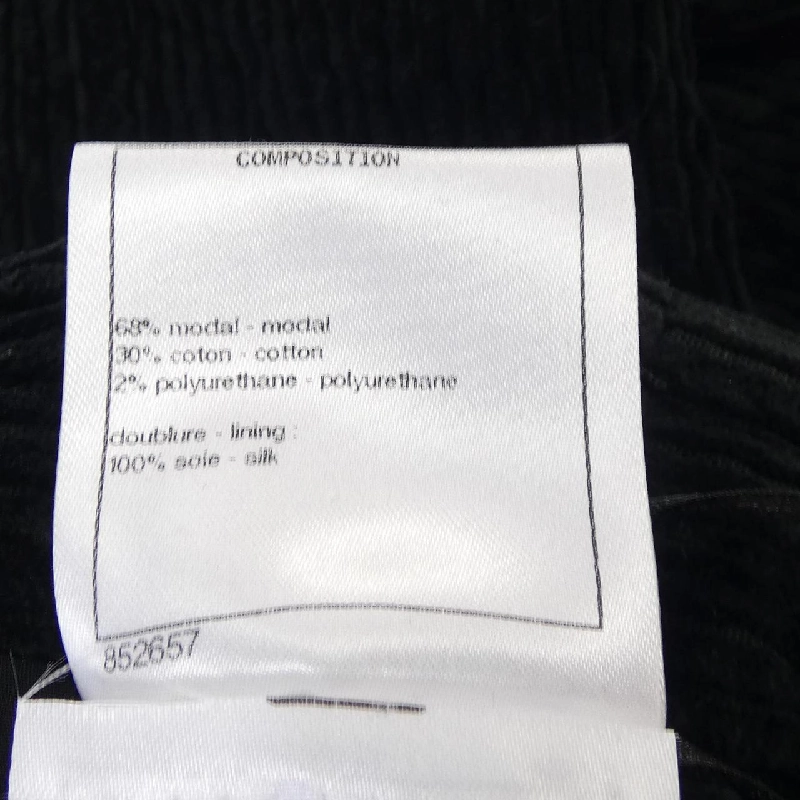 COMPOSITION
68% modal - modal
30% coton - cotton
2% polyurethane - polyurethane
doublure - lining :
100% soie - silk
852657